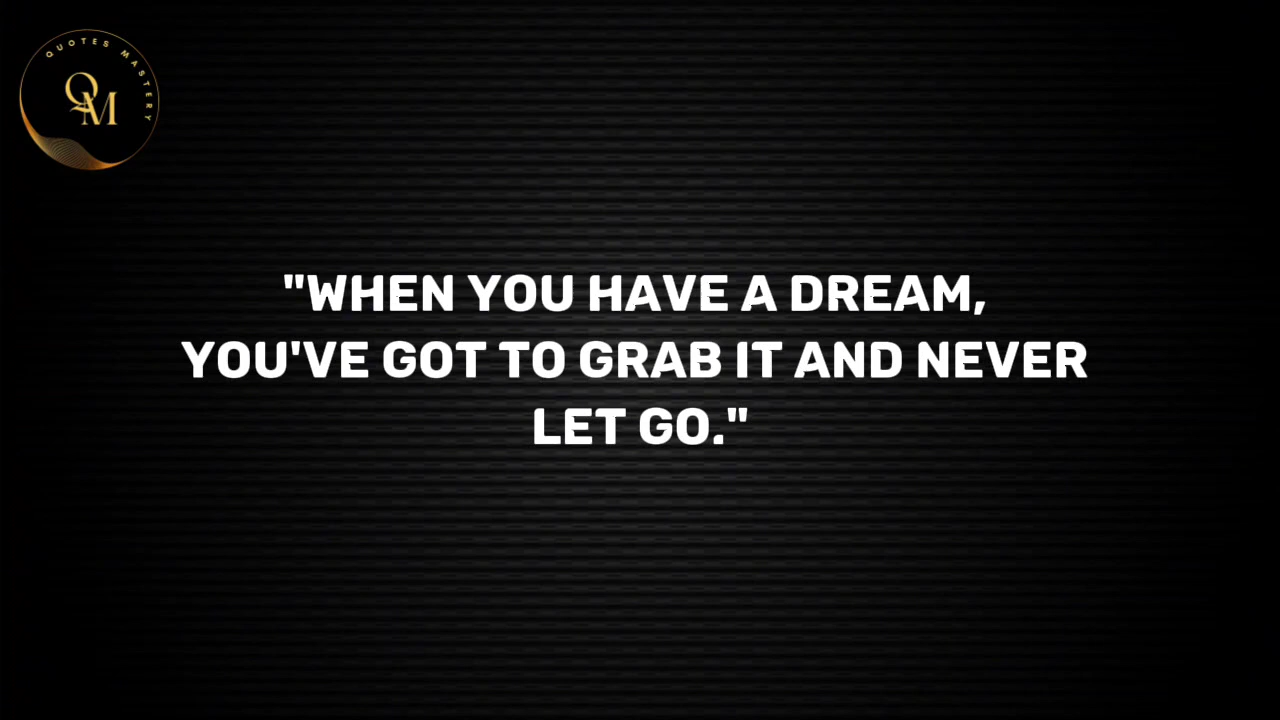 QUOTES MASTERY
QM
"WHEN YOU HAVE A DREAM,
YOU'VE GOT TO GRAB IT AND NEVER
LET GO."